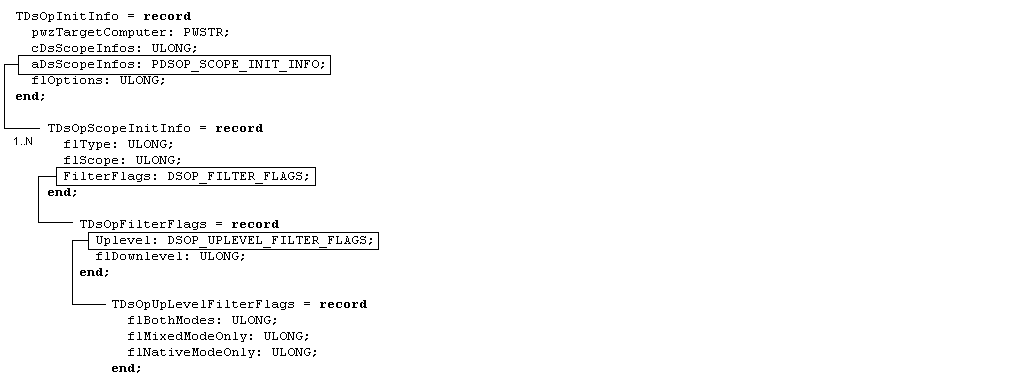 TDsOpInitInfo = record
pwzTargetComputer: PWSTR;
cDsScopeInfos: ULONG;
aDsScopeInfos: PDSOP_SCOPE_INIT_INFO;
flOptions: ULONG;
end;
TDsOpScopeInitInfo = record
1..N
flType: ULONG;
flScope: ULONG;
FilterFlags: DSOP_FILTER_FLAGS;
end;
TDsOpFilterFlags = record
Uplevel: DSOP_UPLEVEL_FILTER_FLAGS;
flDownlevel: ULONG;
end;
TDsOpUpLevelFilterFlags = record
flBothModes: ULONG;
flMixedModeOnly: ULONG;
flNativeModeOnly: ULONG;
end;